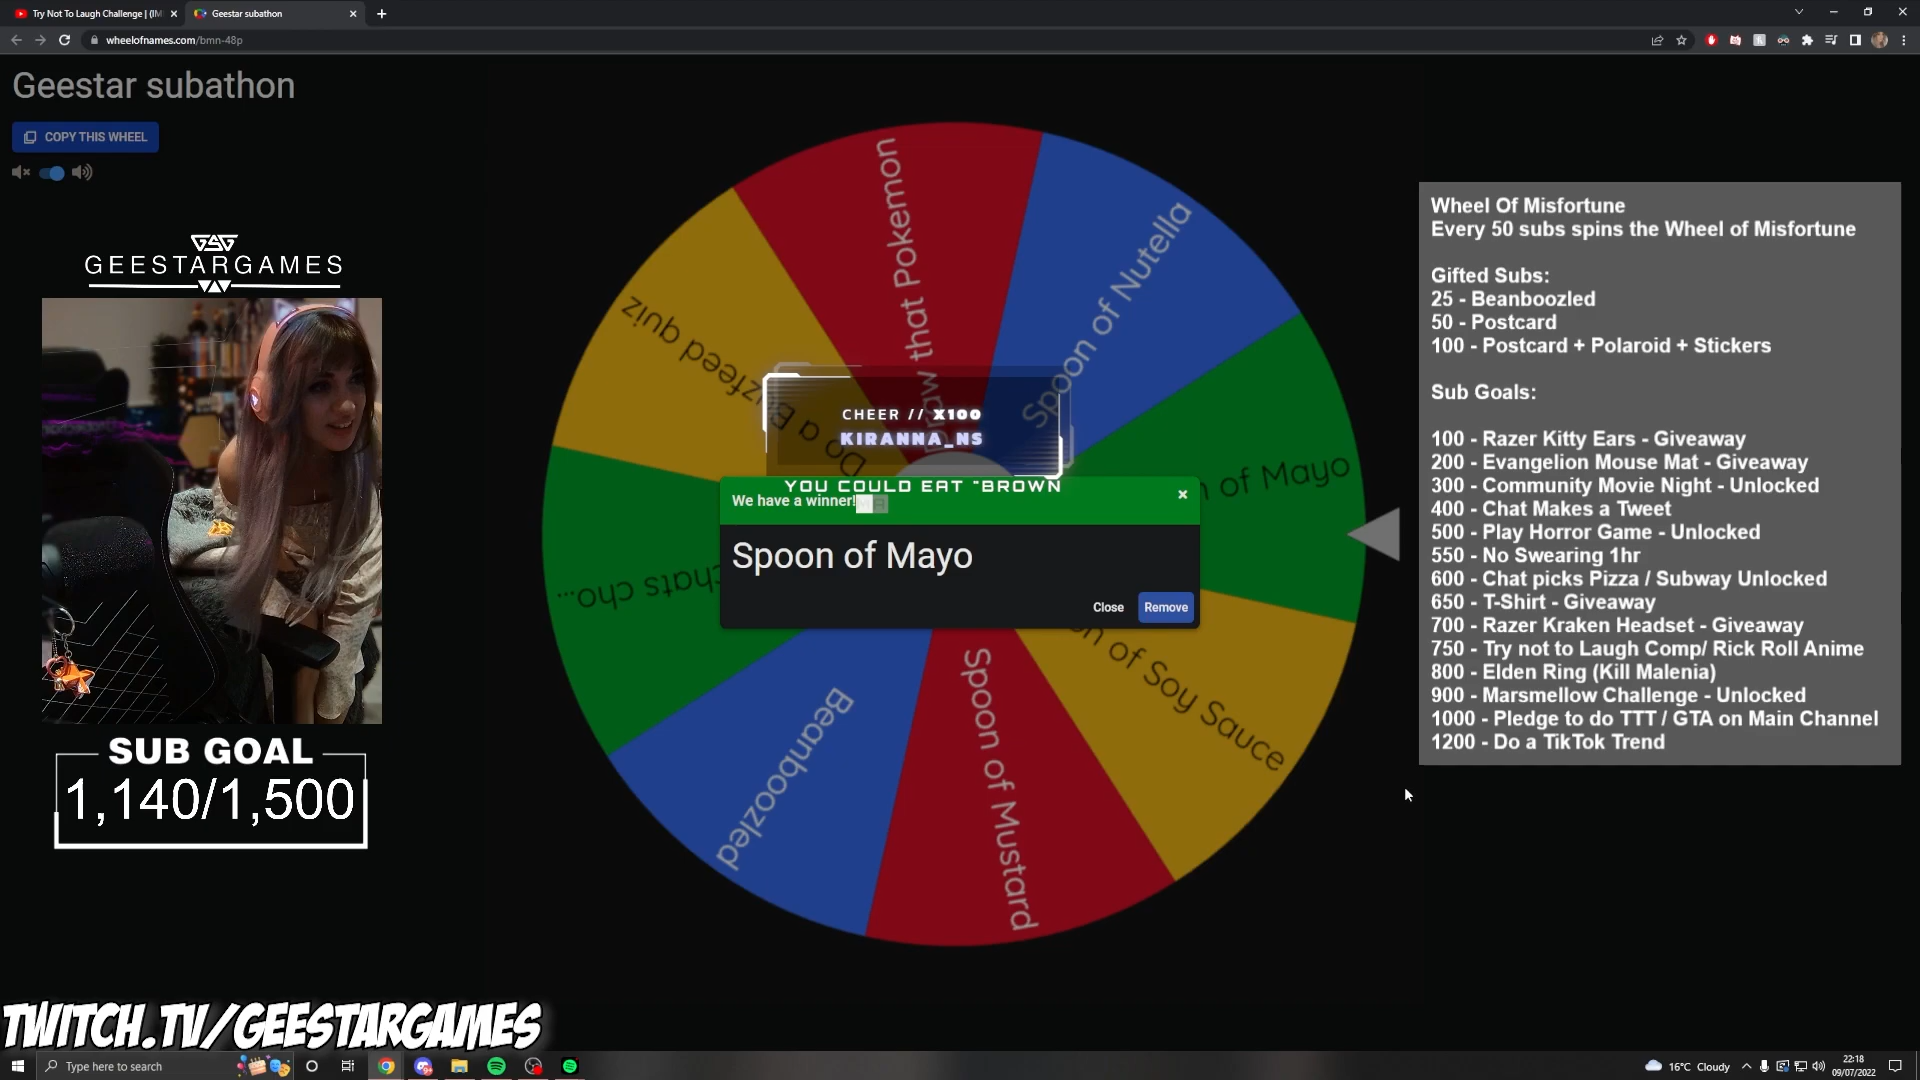 Try Not To Laugh Challenge | (IM
Geestar subathon
wheelofnames.com/bmn-48p
Geestar subathon
COPY THIS WHEEL
GSG
GEESTARGAMES
SUB GOAL
1,140/1,500
Draw that Pokemon
Spoon of Nutella
of Mayo
of Soy Sauce
Spoon of Mustard
Beanboozled
chats cho...
Do a Buzzfeed quiz
CHEER // X100
KIRANNA_NS
YOU COULD EAT "BROWN
We have a winner!
Spoon of Mayo
Close
Remove
Wheel Of Misfortune
Every 50 subs spins the Wheel of Misfortune
Gifted Subs:
25 - Beanboozled
50 - Postcard
100 - Postcard + Polaroid + Stickers
Sub Goals:
100 - Razer Kitty Ears - Giveaway
200 - Evangelion Mouse Mat - Giveaway
300 - Community Movie Night - Unlocked
400 - Chat Makes a Tweet
500 - Play Horror Game - Unlocked
550 - No Swearing 1hr
600 - Chat picks Pizza / Subway Unlocked
650 - T-Shirt - Giveaway
700 - Razer Kraken Headset - Giveaway
750 - Try not to Laugh Comp/ Rick Roll Anime
800 - Elden Ring (Kill Malenia)
900 - Marsmellow Challenge - Unlocked
1000 - Pledge to do TTT / GTA on Main Channel
1200 - Do a TikTok Trend
TWITCH.TV/GEESTARGAMES
Type here to search
16°C Cloudy
22:18
09/07/2022